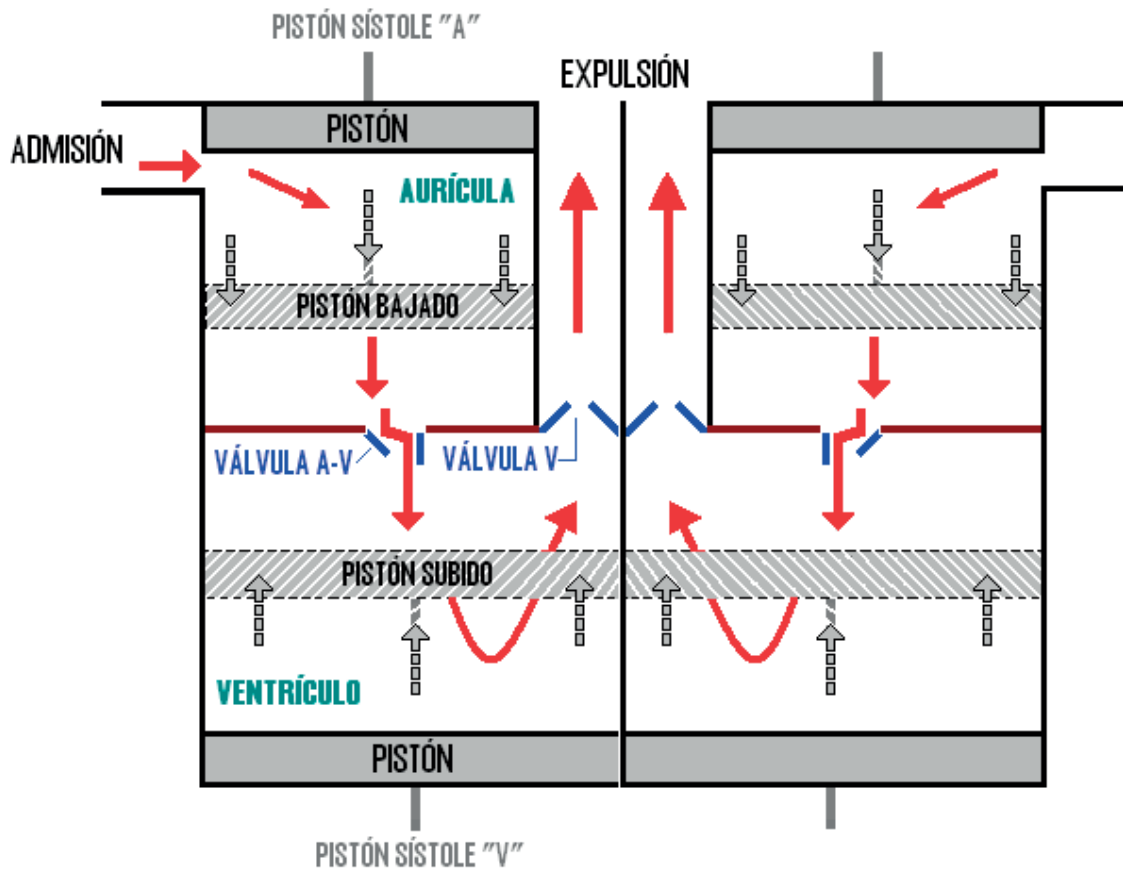 PISTÓN SÍSTOLE "A"
EXPULSIÓN
PISTÓN
ADMISIÓN
AURÍCULA
PISTÓN BAJADO
VÁLVULA A-V
VÁLVULA V
PISTÓN SUBIDO
VENTRÍCULO
PISTÓN
PISTÓN SÍSTOLE "V"